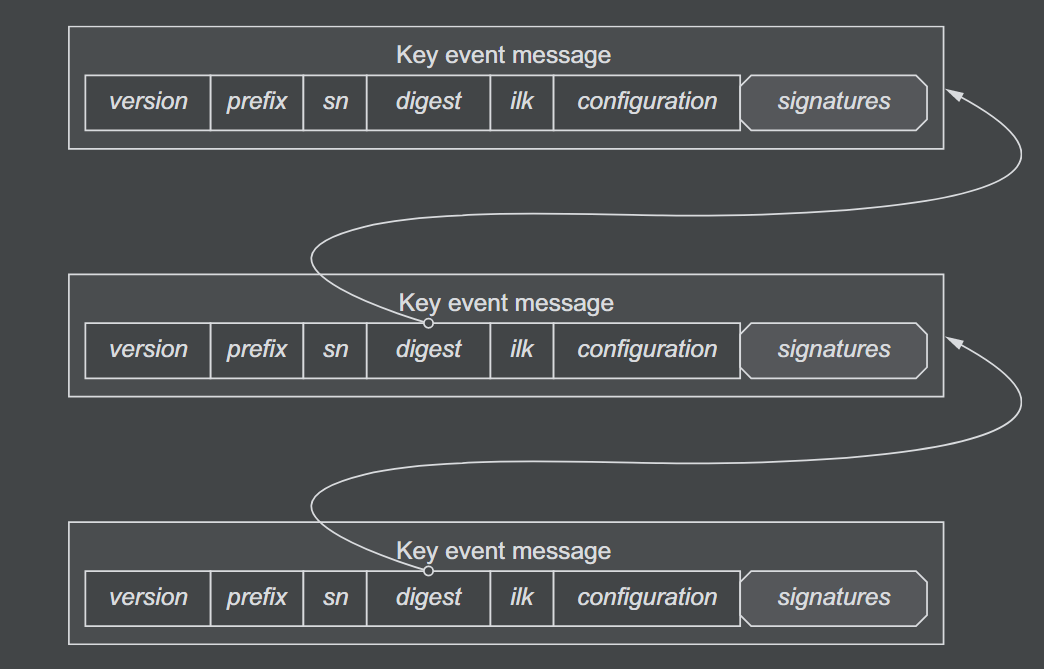 Key event message
version prefix sn digest ilk configuration signatures
Key event message
version prefix sn digest ilk configuration signatures
Key event message
version prefix sn digest ilk configuration signatures